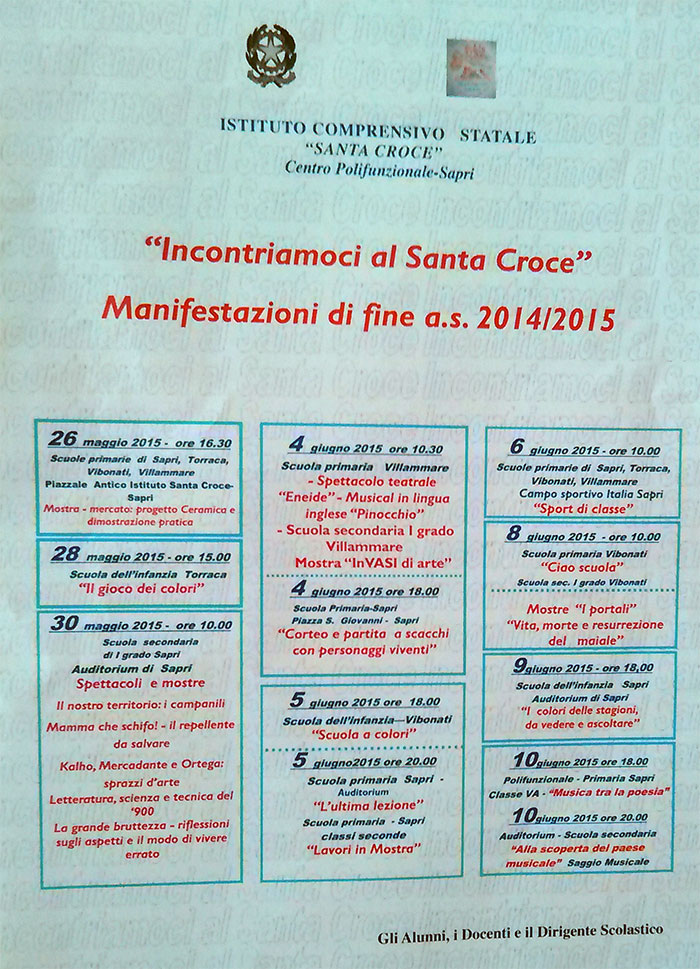 ISTITUTO COMPRENSIVO STATALE
“SANTA CROCE”
Centro Polifunzionale-Sapri
“Incontriamoci al Santa Croce”
Manifestazioni di fine a.s. 2014/2015
26 maggio 2015 - ore 16.30
Scuole primarie di Sapri, Torraca,
Vibonati, Villammare
Piazzale Antico Istituto Santa Croce-
Sapri
Mostra - mercato: progetto Ceramica e
dimostrazione pratica
28 maggio 2015 - ore 15.00
Scuola dell'infanzia Torraca
“Il gioco dei colori”
30 maggio 2015 - ore 10.00
Scuola secondaria
di I grado Sapri
Auditorium di Sapri
Spettacoli e mostre
Il nostro territorio: i campanili
Mamma che schifo! - il repellente
da salvare
Kalho, Mercadante e Ortega:
sprazzi d'arte
Letteratura, scienza e tecnica del
'900
La grande bruttezza - riflessioni
sugli aspetti e il modo di vivere
errato
4 giugno 2015 ore 10.30
Scuola primaria Villammare
- Spettacolo teatrale
“Eneide” - Musical in lingua
inglese “Pinocchio”
- Scuola secondaria I grado
Villammare
Mostra “InVASI di arte”
4 giugno 2015 ore 18.00
Scuola Primaria-Sapri
Piazza S. Giovanni - Sapri
“Corteo e partita a scacchi
con personaggi viventi”
5 giugno 2015 ore 18.00
Scuola dell'infanzia—Vibonati
“Scuola a colori”
5 giugno2015 ore 20.00
Scuola primaria Sapri -
Auditorium
“L'ultima lezione”
Scuola primaria - Sapri
classi seconde
“Lavori in Mostra”
6 giugno 2015 - ore 10.00
Scuole primarie di Sapri, Torraca,
Vibonati, Villammare
Campo sportivo Italia Sapri
“Sport di classe”
8 giugno 2015 - ore 10.00
Scuola primaria Vibonati
“Ciao scuola”
Scuola sec. I grado Vibonati
Mostre “I portali”
“Vita, morte e resurrezione
del maiale”
9giugno 2015 - ore 18,00
Scuola dell'infanzia Sapri
Auditorium di Sapri
“I colori delle stagioni,
da vedere e ascoltare”
10giugno 2015 - ore 18.00
Polifunzionale - Primaria Sapri
Classe VA - “Musica tra la poesia”
10giugno 2015 - ore 20.00
Auditorium - Scuola secondaria
“Alla scoperta del paese
musicale” Saggio Musicale
Gli Alunni, i Docenti e il Dirigente Scolastico